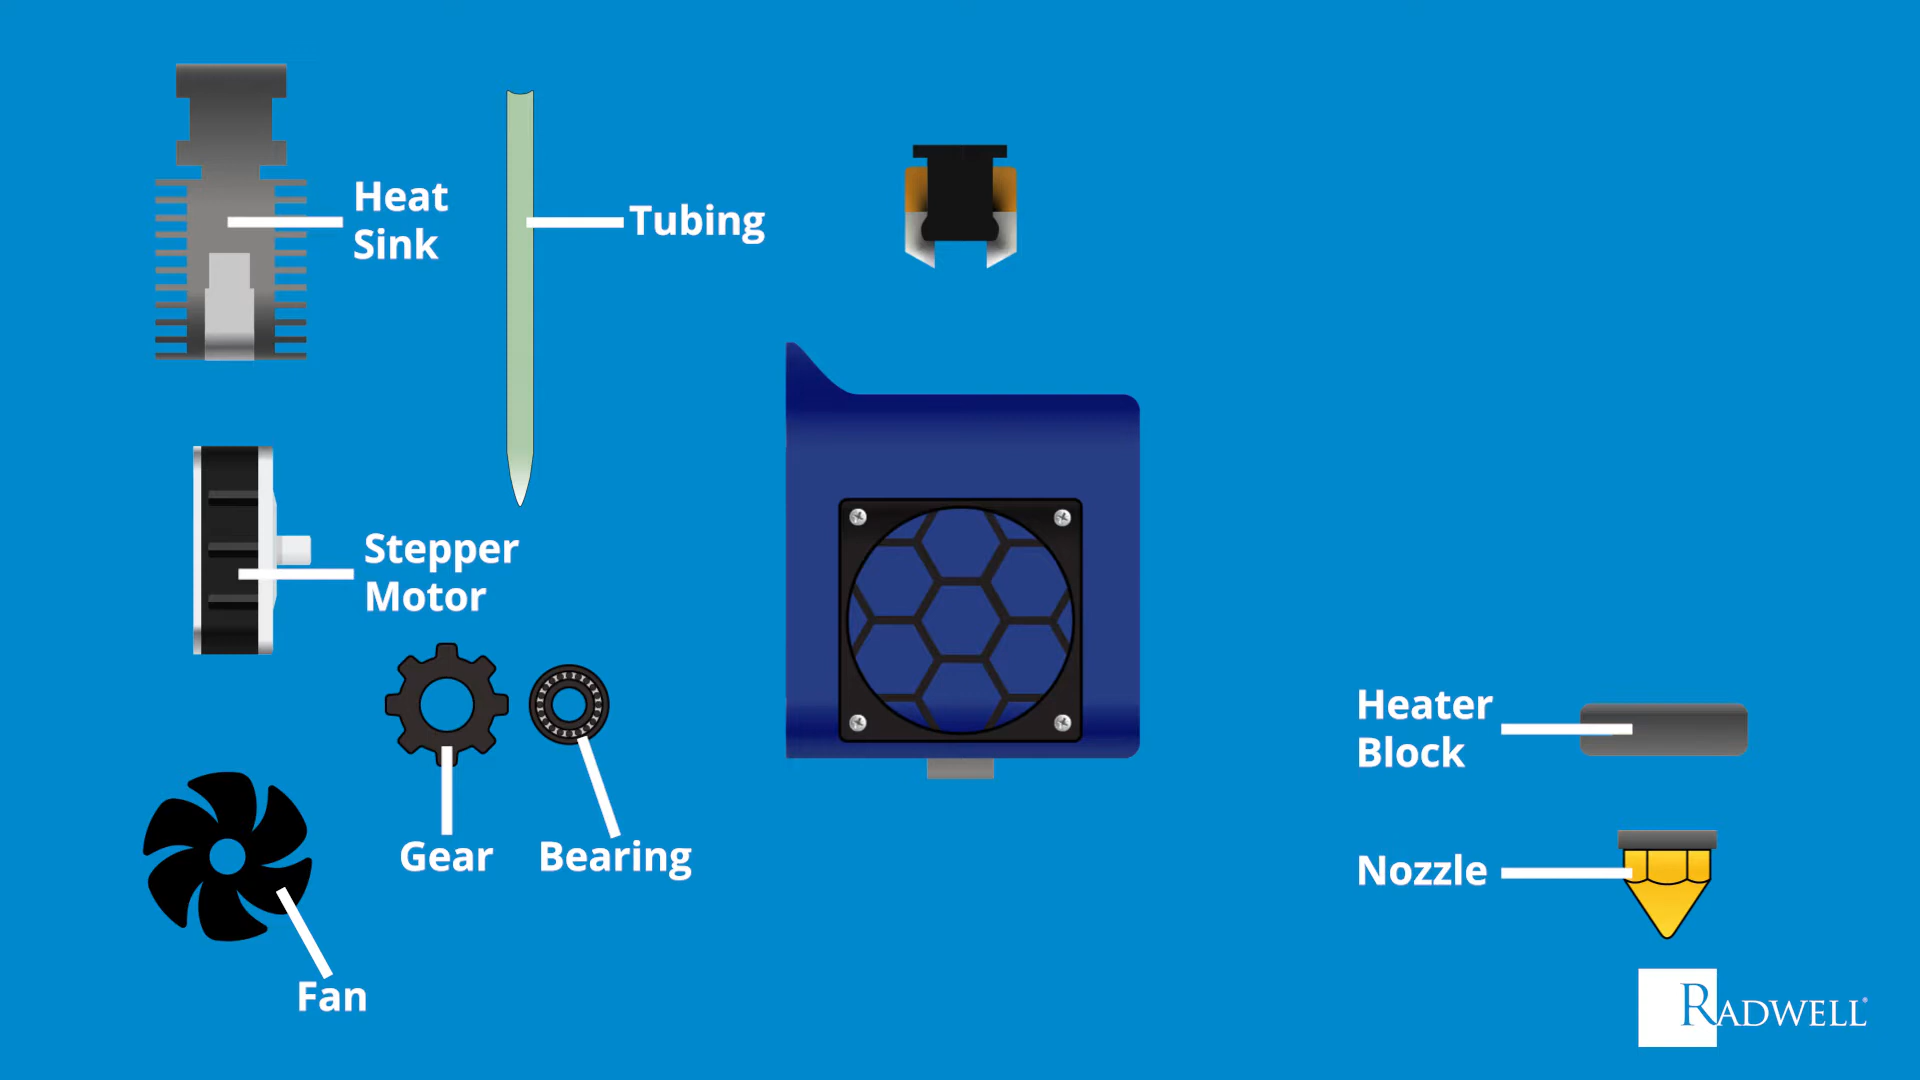 Heat
Sink
Tubing
Stepper
Motor
Gear
Bearing
Fan
Heater
Block
Nozzle
RADWELL®